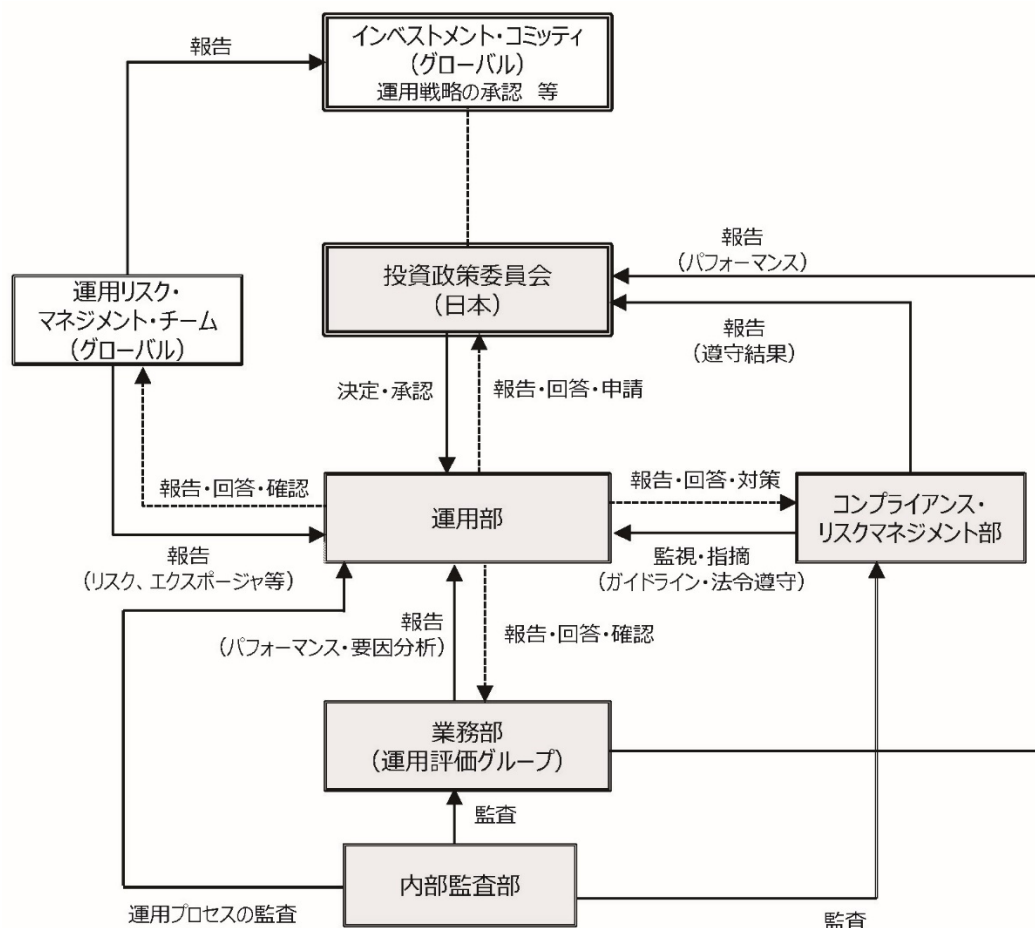 報告
インベストメント・コミッティ
(グローバル)
運用戦略の承認 等
報告
(パフォーマンス)
投資政策委員会
(日本)
運用リスク・
マネジメント・チーム
(グローバル)
報告
(遵守結果)
決定・承認
報告・回答・申請
報告・回答・確認
運用部
報告・回答・対策
コンプライアンス・
リスクマネジメント部
報告
(リスク、エクスポージャ等)
監視・指摘
(ガイドライン・法令遵守)
報告
(パフォーマンス・要因分析)
報告・回答・確認
業務部
(運用評価グループ)
監査
内部監査部
運用プロセスの監査
監査